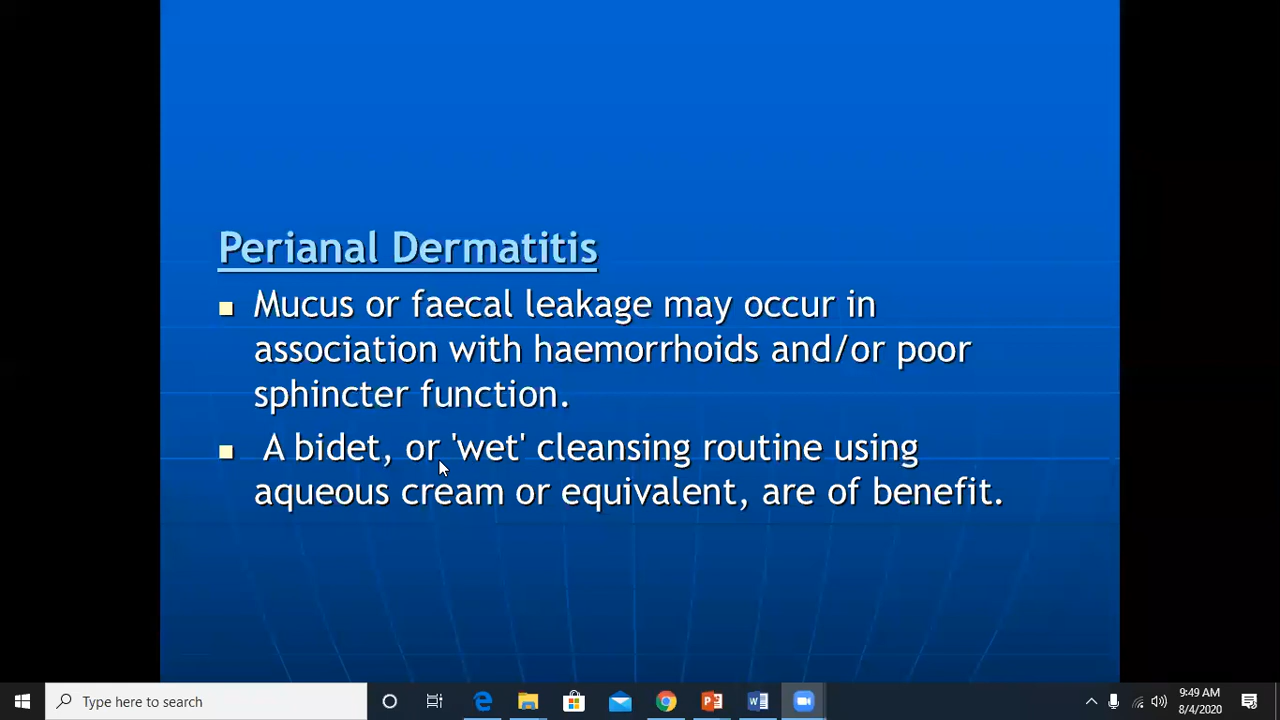 Perianal Dermatitis
Mucus or faecal leakage may occur in
association with haemorrhoids and/or poor
sphincter function.
A bidet, or 'wet' cleansing routine using
aqueous cream or equivalent, are of benefit.
Type here to search
9:49 AM
8/4/2020